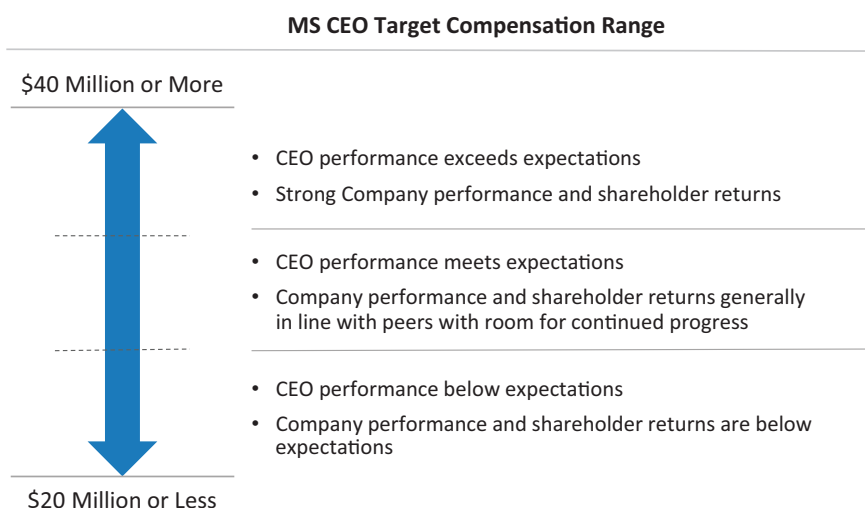 MS CEO Target Compensation Range
$40 Million or More
• CEO performance exceeds expectations
• Strong Company performance and shareholder returns
• CEO performance meets expectations
• Company performance and shareholder returns generally
in line with peers with room for continued progress
• CEO performance below expectations
• Company performance and shareholder returns are below
expectations
$20 Million or Less